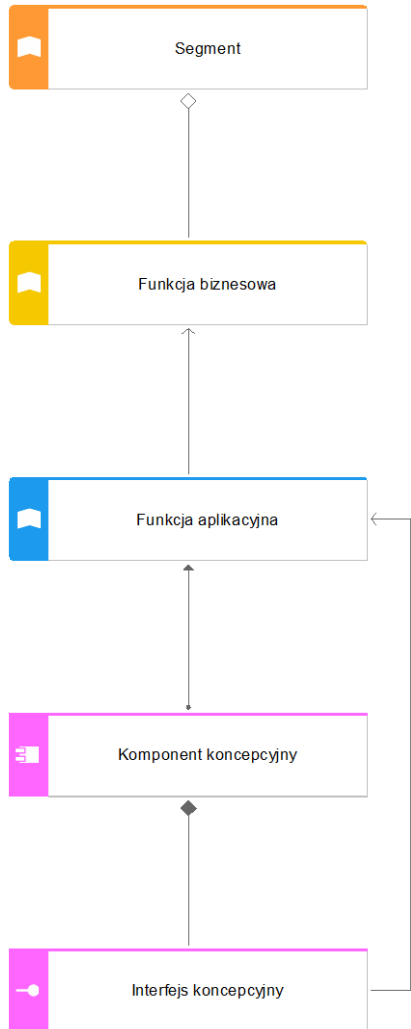 Segment
Funkcja biznesowa
Funkcja aplikacyjna
Komponent koncepcyjny
Interfejs koncepcyjny